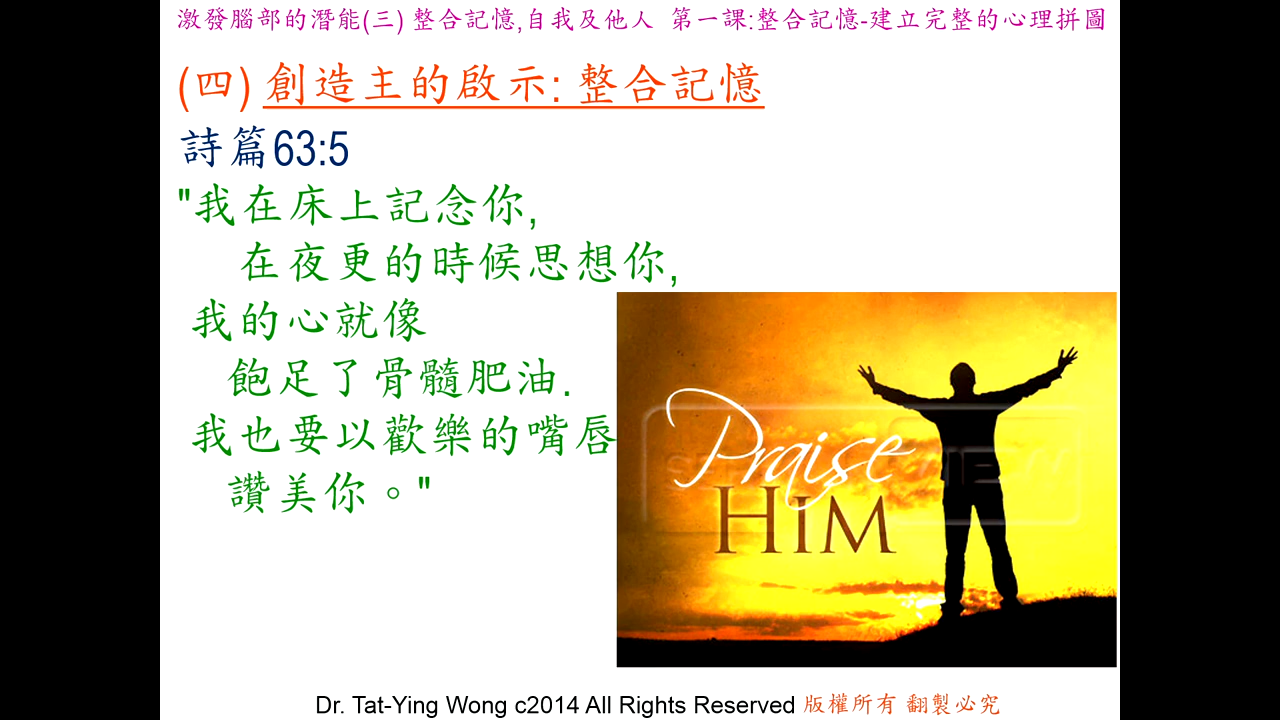 激發腦部的潛能(三) 整合記憶,自我及他人 第一課:整合記憶-建立完整的心理拼圖
(四) 創造主的啟示: 整合記憶
詩篇63:5
"我在床上記念你,
在夜更的時候思想你,
我的心就像
飽足了骨髓肥油.
我也要以歡樂的嘴唇
讚美你。"
Praise
HIM
Dr. Tat-Ying Wong c2014 All Rights Reserved 版權所有 翻製必究